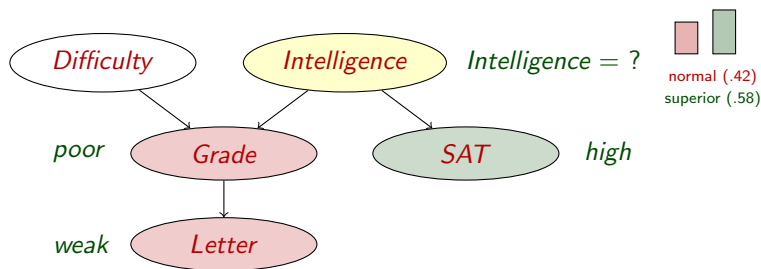 Difficulty
Intelligence
Intelligence = ?
normal (.42)
superior (.58)
poor
Grade
SAT
high
weak
Letter